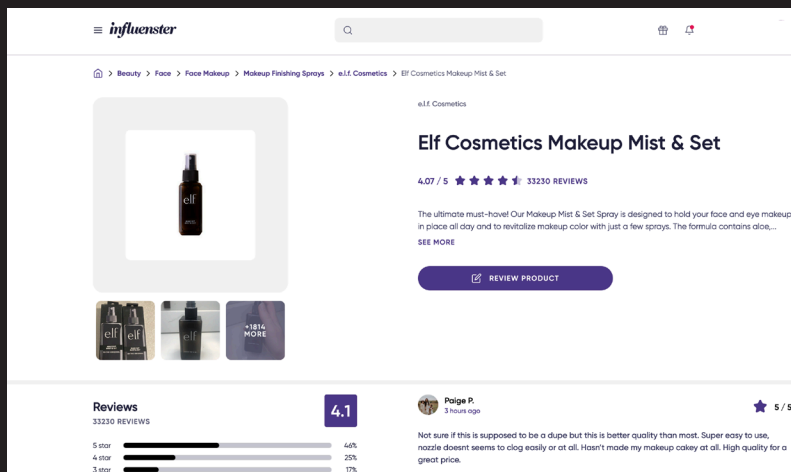 influenster
Beauty > Face > Face Makeup > Makeup Finishing Sprays > e.l.f. Cosmetics > Elf Cosmetics Makeup Mist & Set
e.l.f. Cosmetics
Elf Cosmetics Makeup Mist & Set
4.07 / 5 33230 REVIEWS
The ultimate must-have! Our Makeup Mist & Set Spray is designed to hold your face and eye makeup
in place all day and to revitalize makeup color with just a few sprays. The formula contains aloe,...
SEE MORE
REVIEW PRODUCT
elf
elf elf
elf
+1814
MORE
Reviews
33230 REVIEWS
4.1
5 star 46%
4 star 25%
3 star 17%
Paige P.
3 hours ago
5 / 5
Not sure if this is supposed to be a dupe but this is better quality than most. Super easy to use,
nozzle doesnt seems to clog easily or at all. Hasn't made my makeup cakey at all. High quality for a
great price.